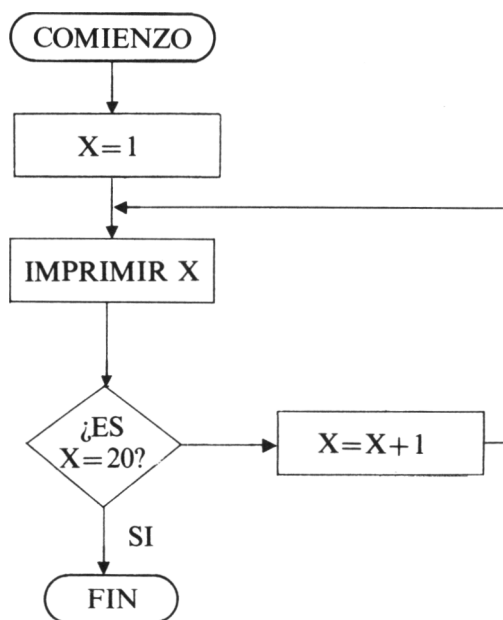 COMIENZO
X=1
IMPRIMIR X
¿ES
X=20?
X=X+1
SI
FIN